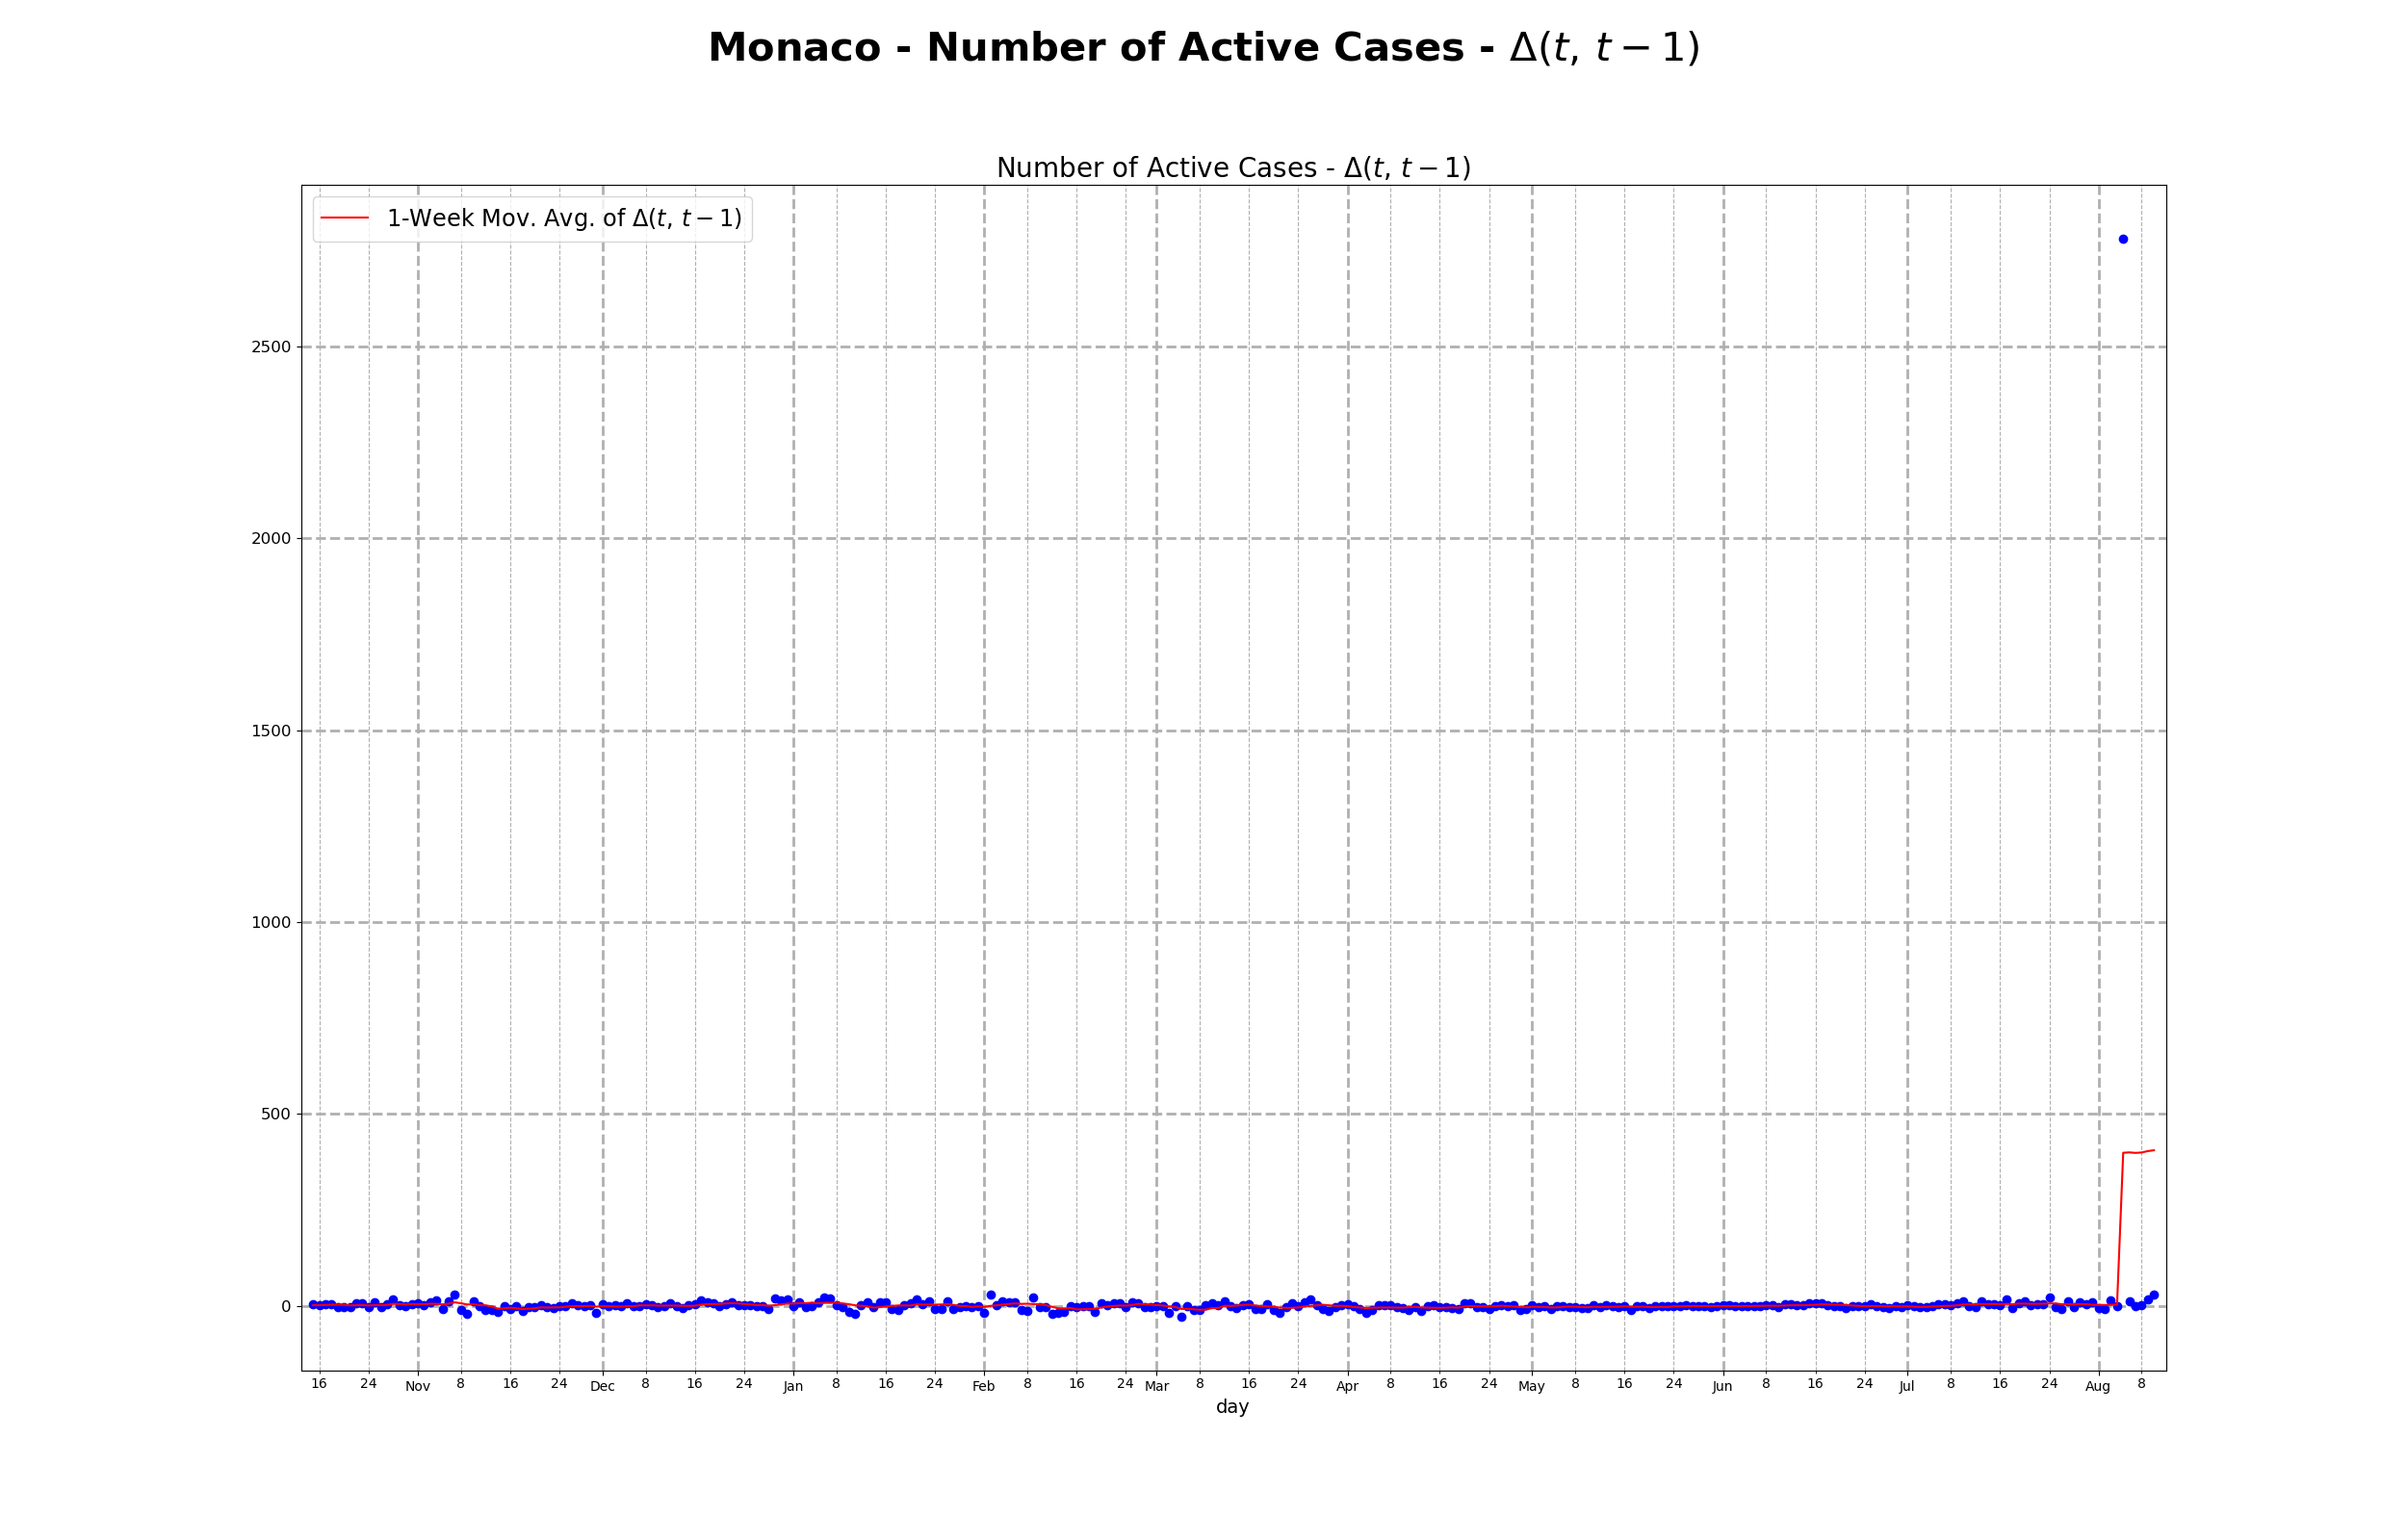 Monaco - Number of Active Cases - Δ(t, t − 1)
Number of Active Cases - Δ(t, t − 1)
1-Week Mov. Avg. of Δ(t, t − 1)
2500
2000
1500
1000
500
0
16 24 Nov 8 16 24 Dec 8 16 24 Jan 8 16 24 Feb 8 16 24 Mar 8 16 24 Apr 8 16 24 May 8 16 24 Jun 8 16 24 Jul 8 16 24 Aug 8
day